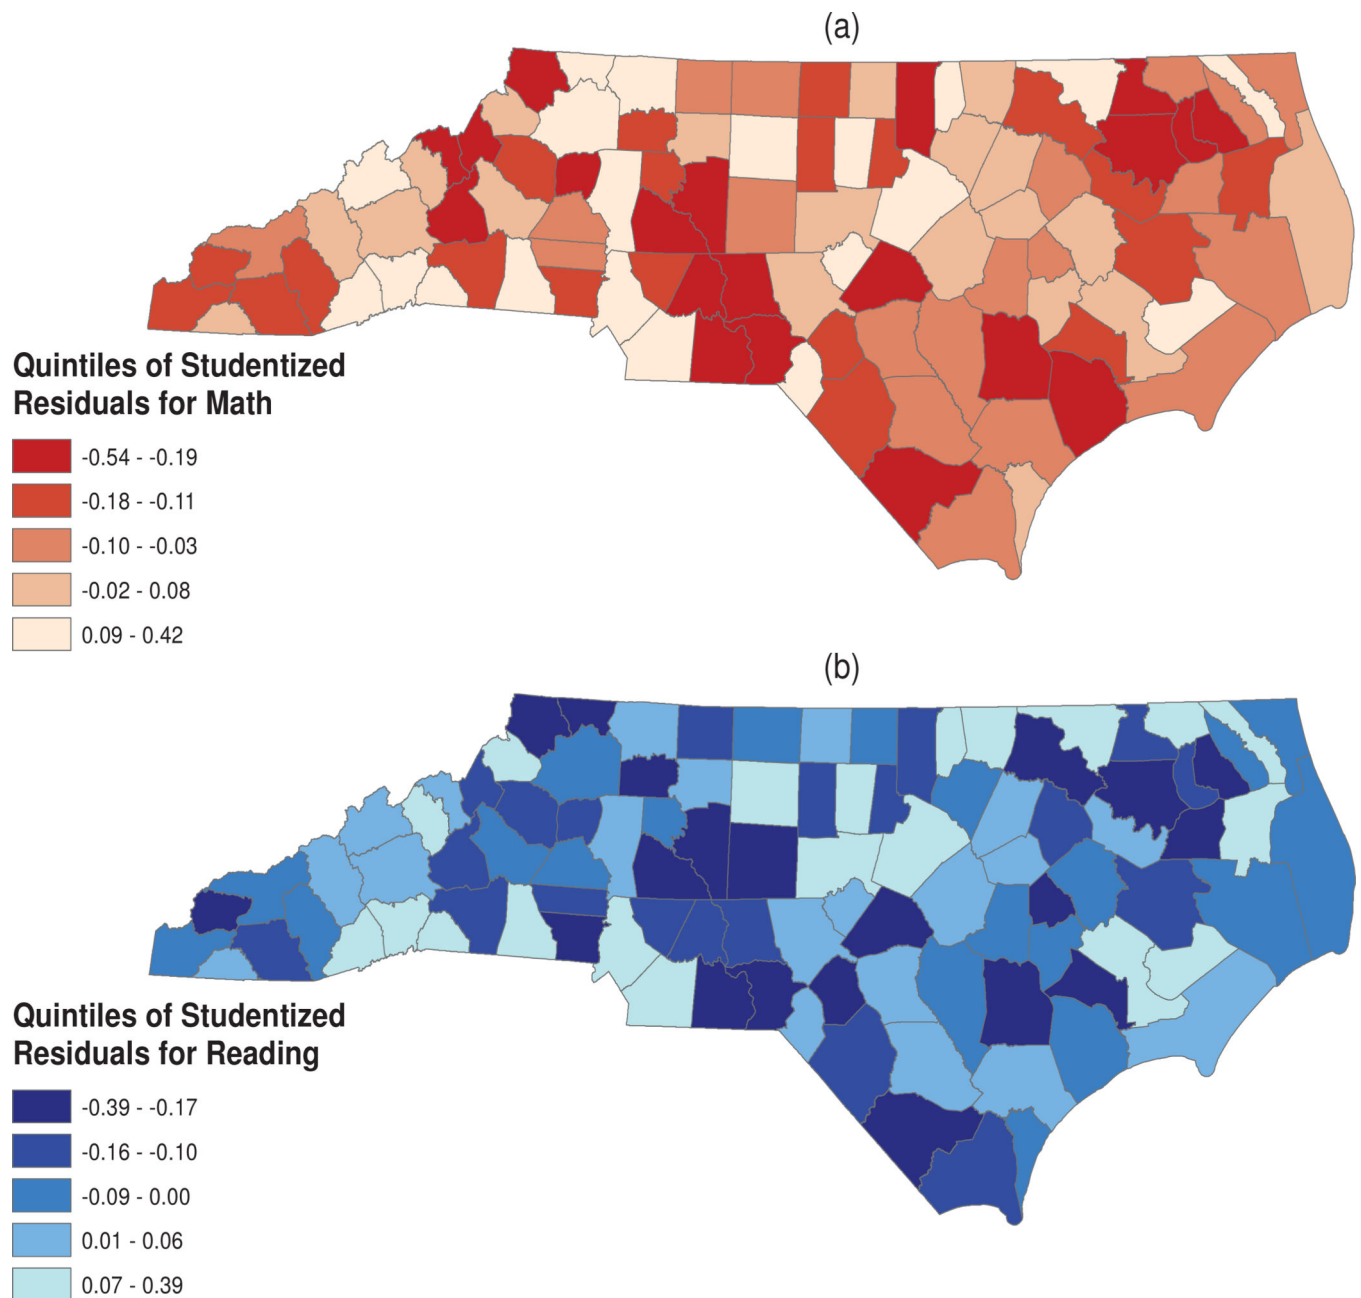 (a)
Quintiles of Studentized
Residuals for Math
-0.54 - -0.19
-0.18 - -0.11
-0.10 - -0.03
-0.02 - 0.08
0.09 - 0.42
(b)
Quintiles of Studentized
Residuals for Reading
-0.39 - -0.17
-0.16 - -0.10
-0.09 - 0.00
0.01 - 0.06
0.07 - 0.39